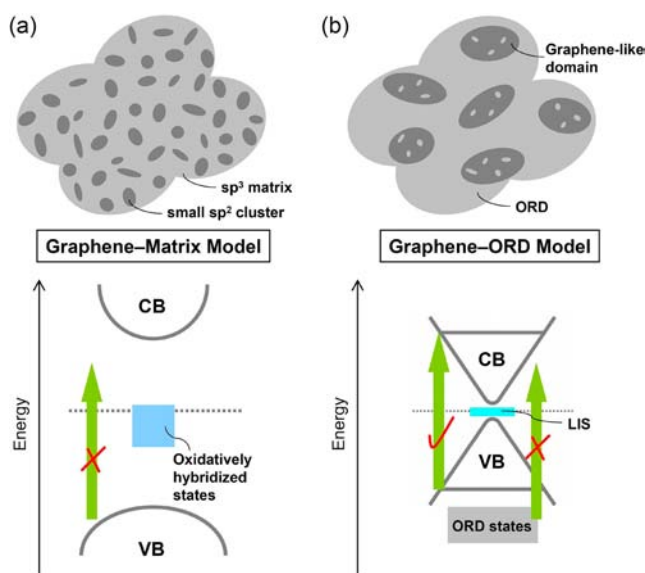 (a)
sp³ matrix
small sp² cluster
Graphene–Matrix Model
Energy
CB
Oxidatively
hybridized
states
VB
(b)
Graphene-like
domain
ORD
Graphene–ORD Model
Energy
CB
LIS
VB
ORD states